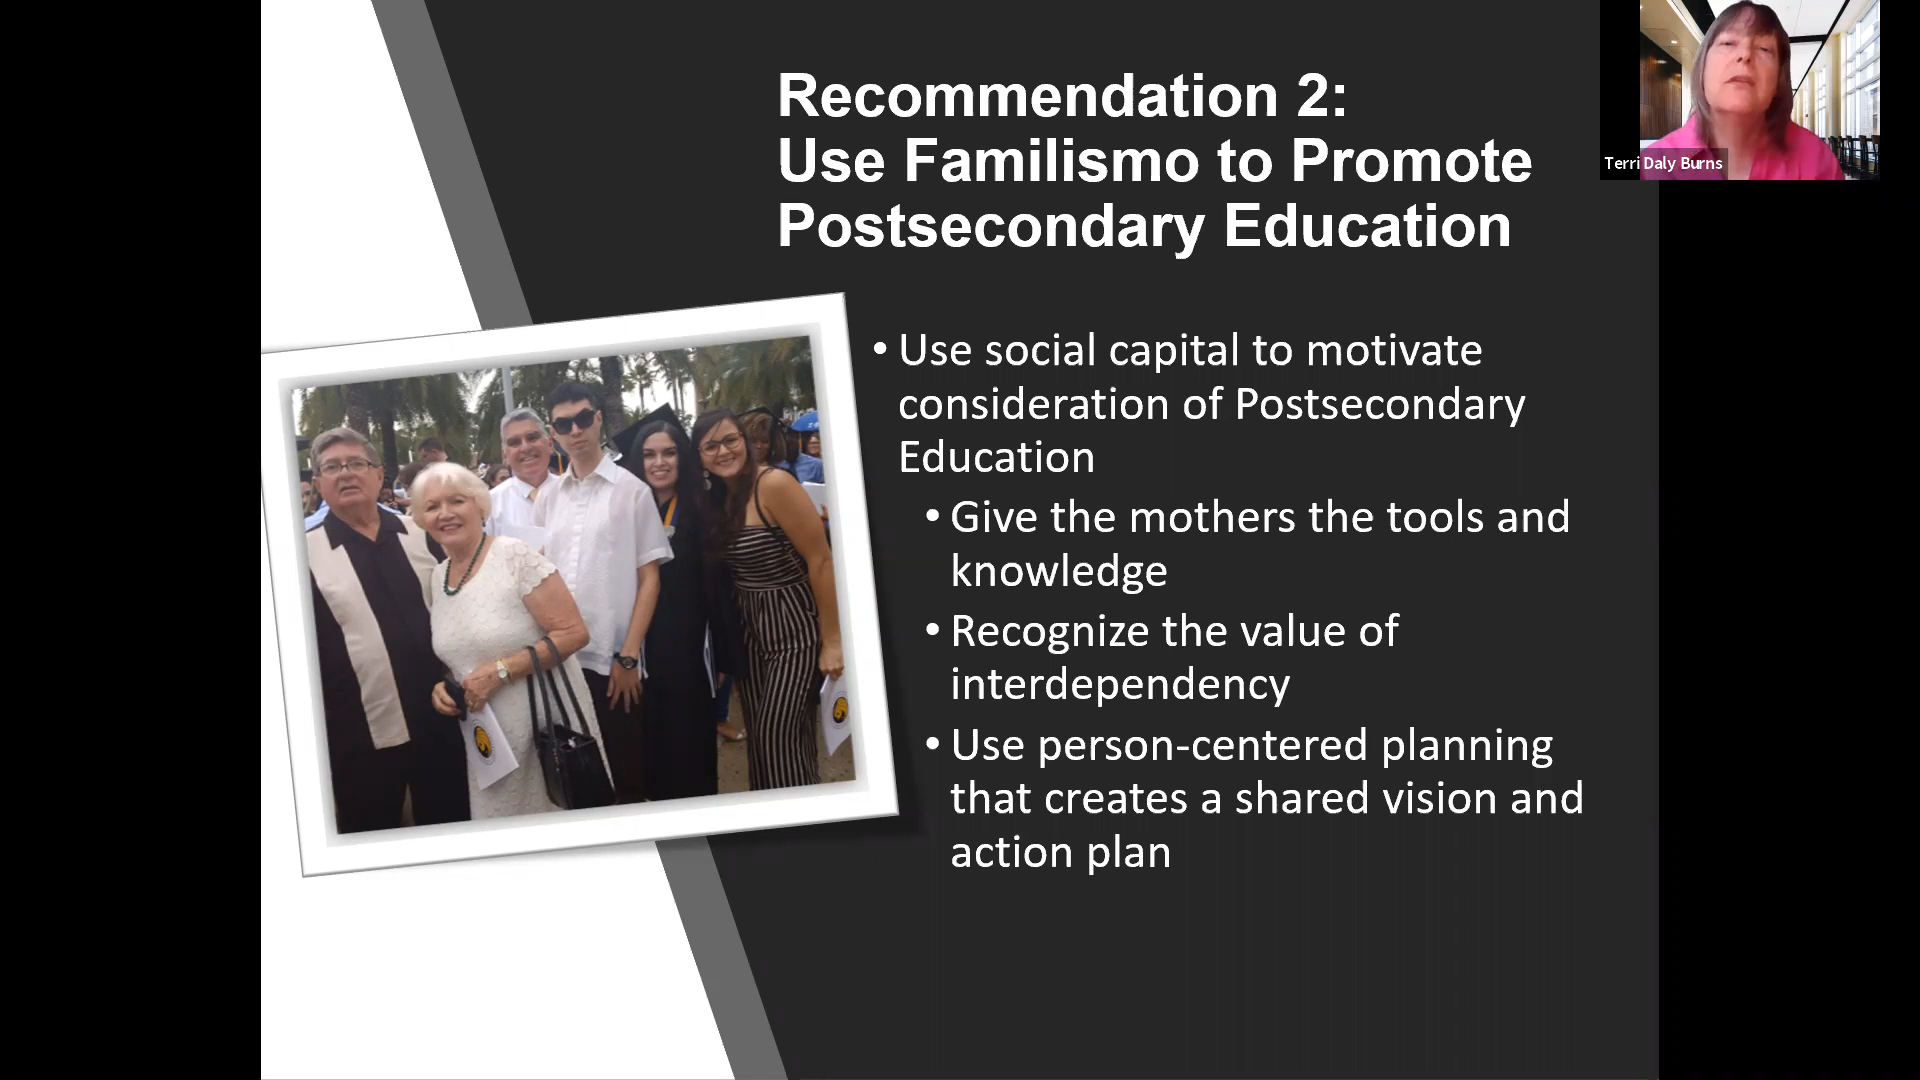 Recommendation 2:
Use Familismo to Promote
Postsecondary Education
Terri Daly Burns
• Use social capital to motivate
consideration of Postsecondary
Education
• Give the mothers the tools and
knowledge
• Recognize the value of
interdependency
• Use person-centered planning
that creates a shared vision and
action plan